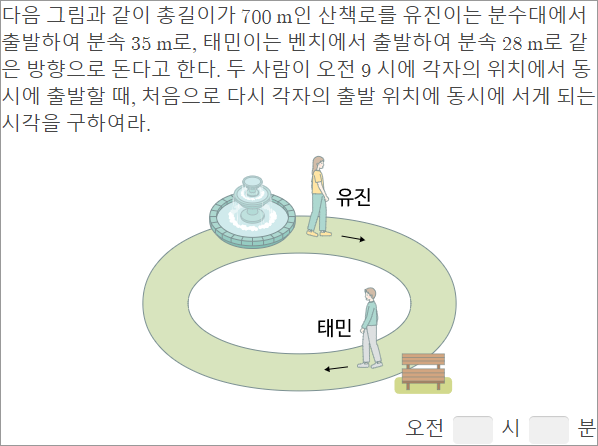 다음 그림과 같이 총길이가 700 m인 산책로를 유진이는 분수대에서
출발하여 분속 35 m로, 태민이는 벤치에서 출발하여 분속 28 m로 같
은 방향으로 돈다고 한다. 두 사람이 오전 9 시에 각자의 위치에서 동
시에 출발할 때, 처음으로 다시 각자의 출발 위치에 동시에 서게 되는
시각을 구하여라.
유진
태민
오전 시 분